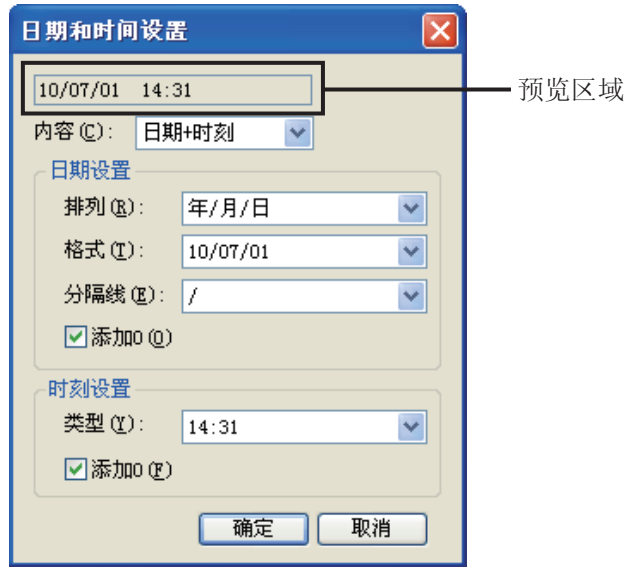 日期和时间设置
10/07/01 14:31
预览区域
内容(C): 日期+时刻
日期设置
排列(R): 年/月/日
格式(T): 10/07/01
分隔线(E): /
添加0(O)
时刻设置
类型(Y): 14:31
添加0(F)
确定 取消